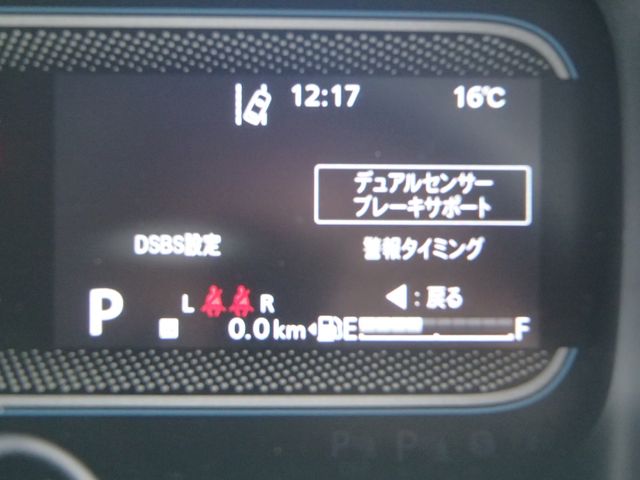 12:17 16℃
デュアルセンサー
ブレーキサポート
DSBS設定 警報タイミング
◀:戻る
P L R
0.0km E F